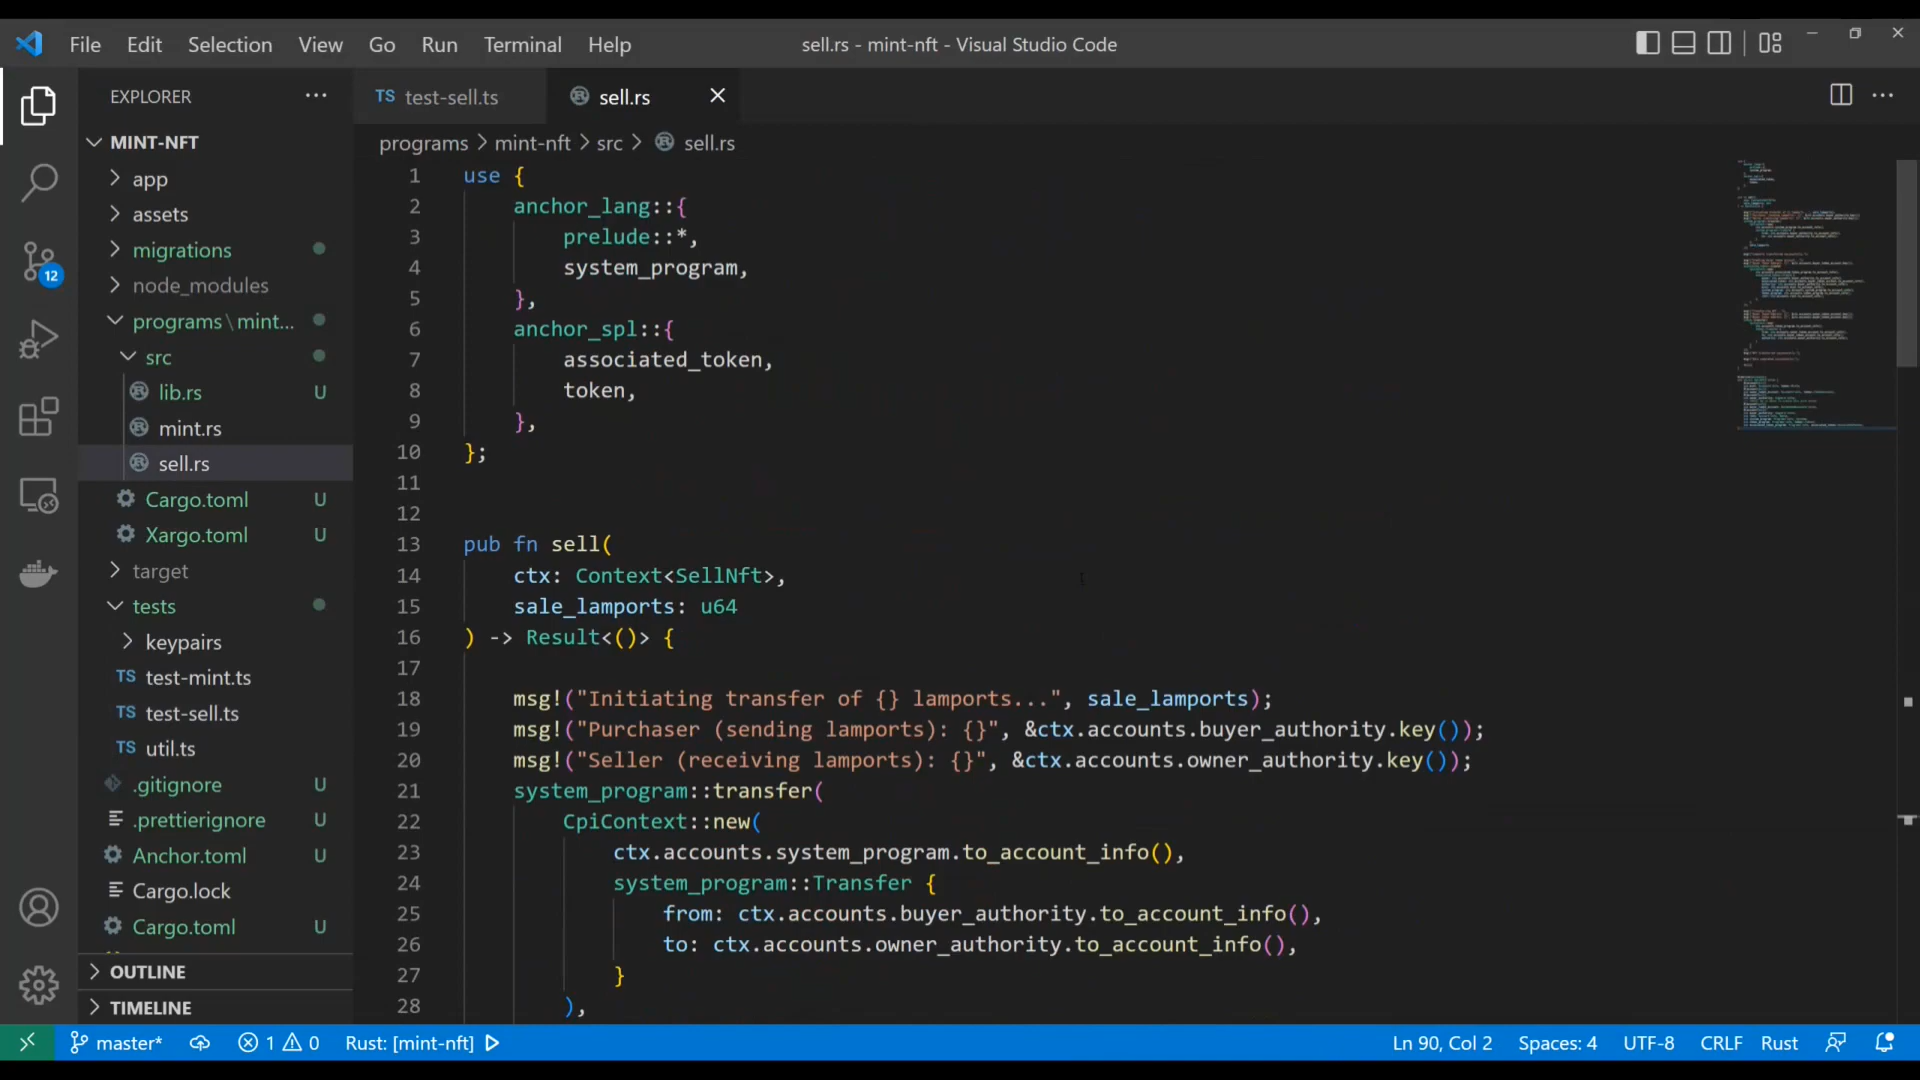 File Edit Selection View Go Run Terminal Help
sell.rs - mint-nft - Visual Studio Code
EXPLORER
MINT-NFT
app
assets
migrations
node_modules
programs\mint...
src
lib.rs U
mint.rs
sell.rs
Cargo.toml U
Xargo.toml U
target
tests
keypairs
TS test-mint.ts
TS test-sell.ts
TS util.ts
.gitignore U
.prettierignore U
Anchor.toml U
Cargo.lock
Cargo.toml U
OUTLINE
TIMELINE
12
TS test-sell.ts
sell.rs
programs > mint-nft > src > sell.rs
1 use {
2 anchor_lang::{
3 prelude::*,
4 system_program,
5 },
6 anchor_spl::{
7 associated_token,
8 token,
9 },
10 };
11
12
13 pub fn sell(
14 ctx: Context<SellNft>,
15 sale_lamports: u64
16 ) -> Result<()> {
17
18 msg!("Initiating transfer of {} lamports...", sale_lamports);
19 msg!("Purchaser (sending lamports): {}", &ctx.accounts.buyer_authority.key());
20 msg!("Seller (receiving lamports): {}", &ctx.accounts.owner_authority.key());
21 system_program::transfer(
22 CpiContext::new(
23 ctx.accounts.system_program.to_account_info(),
24 system_program::Transfer {
25 from: ctx.accounts.buyer_authority.to_account_info(),
26 to: ctx.accounts.owner_authority.to_account_info(),
27 }
28 ),
master* 1 0 Rust: [mint-nft] Ln 90, Col 2 Spaces: 4 UTF-8 CRLF Rust